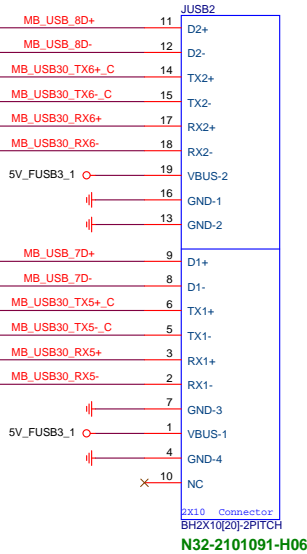 JUSB2
MB_USB_8D+ 11 D2+
MB_USB_8D- 12 D2-
MB_USB30_TX6+_C 14 TX2+
MB_USB30_TX6-_C 15 TX2-
MB_USB30_RX6+ 17 RX2+
MB_USB30_RX6- 18 RX2-
5V_FUSB3_1 19 VBUS-2
16 GND-1
13 GND-2
MB_USB_7D+ 9 D1+
MB_USB_7D- 8 D1-
MB_USB30_TX5+_C 6 TX1+
MB_USB30_TX5-_C 5 TX1-
MB_USB30_RX5+ 3 RX1+
MB_USB30_RX5- 2 RX1-
7 GND-3
5V_FUSB3_1 1 VBUS-1
4 GND-4
10 NC
2X10 Connector
BH2X10[20]-2PITCH
N32-2101091-H06